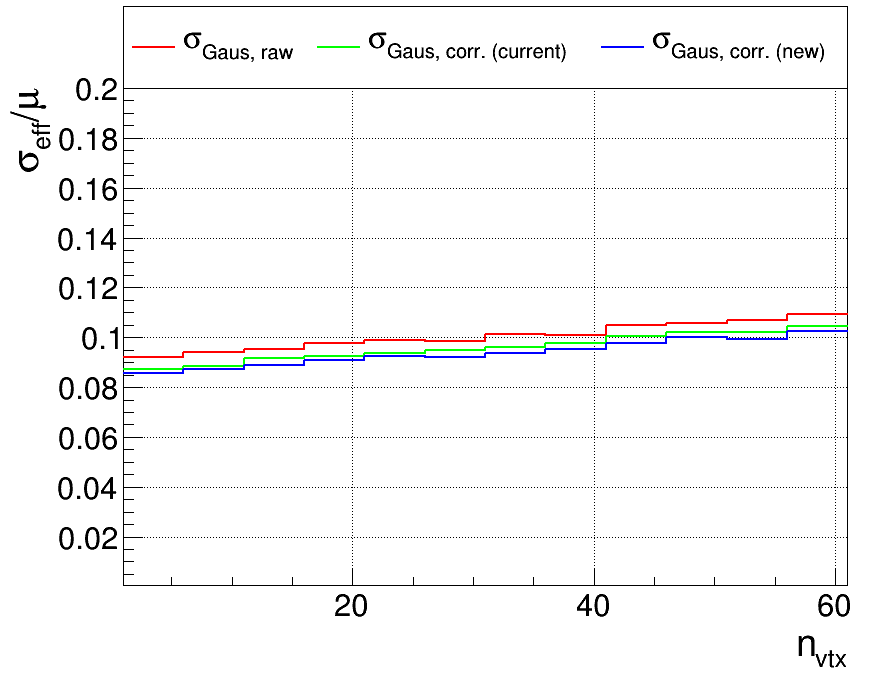 σGaus, raw σGaus, corr. (current) σGaus, corr. (new)
σeff/μ
0.2
0.18
0.16
0.14
0.12
0.1
0.08
0.06
0.04
0.02
20 40 60
nvtx